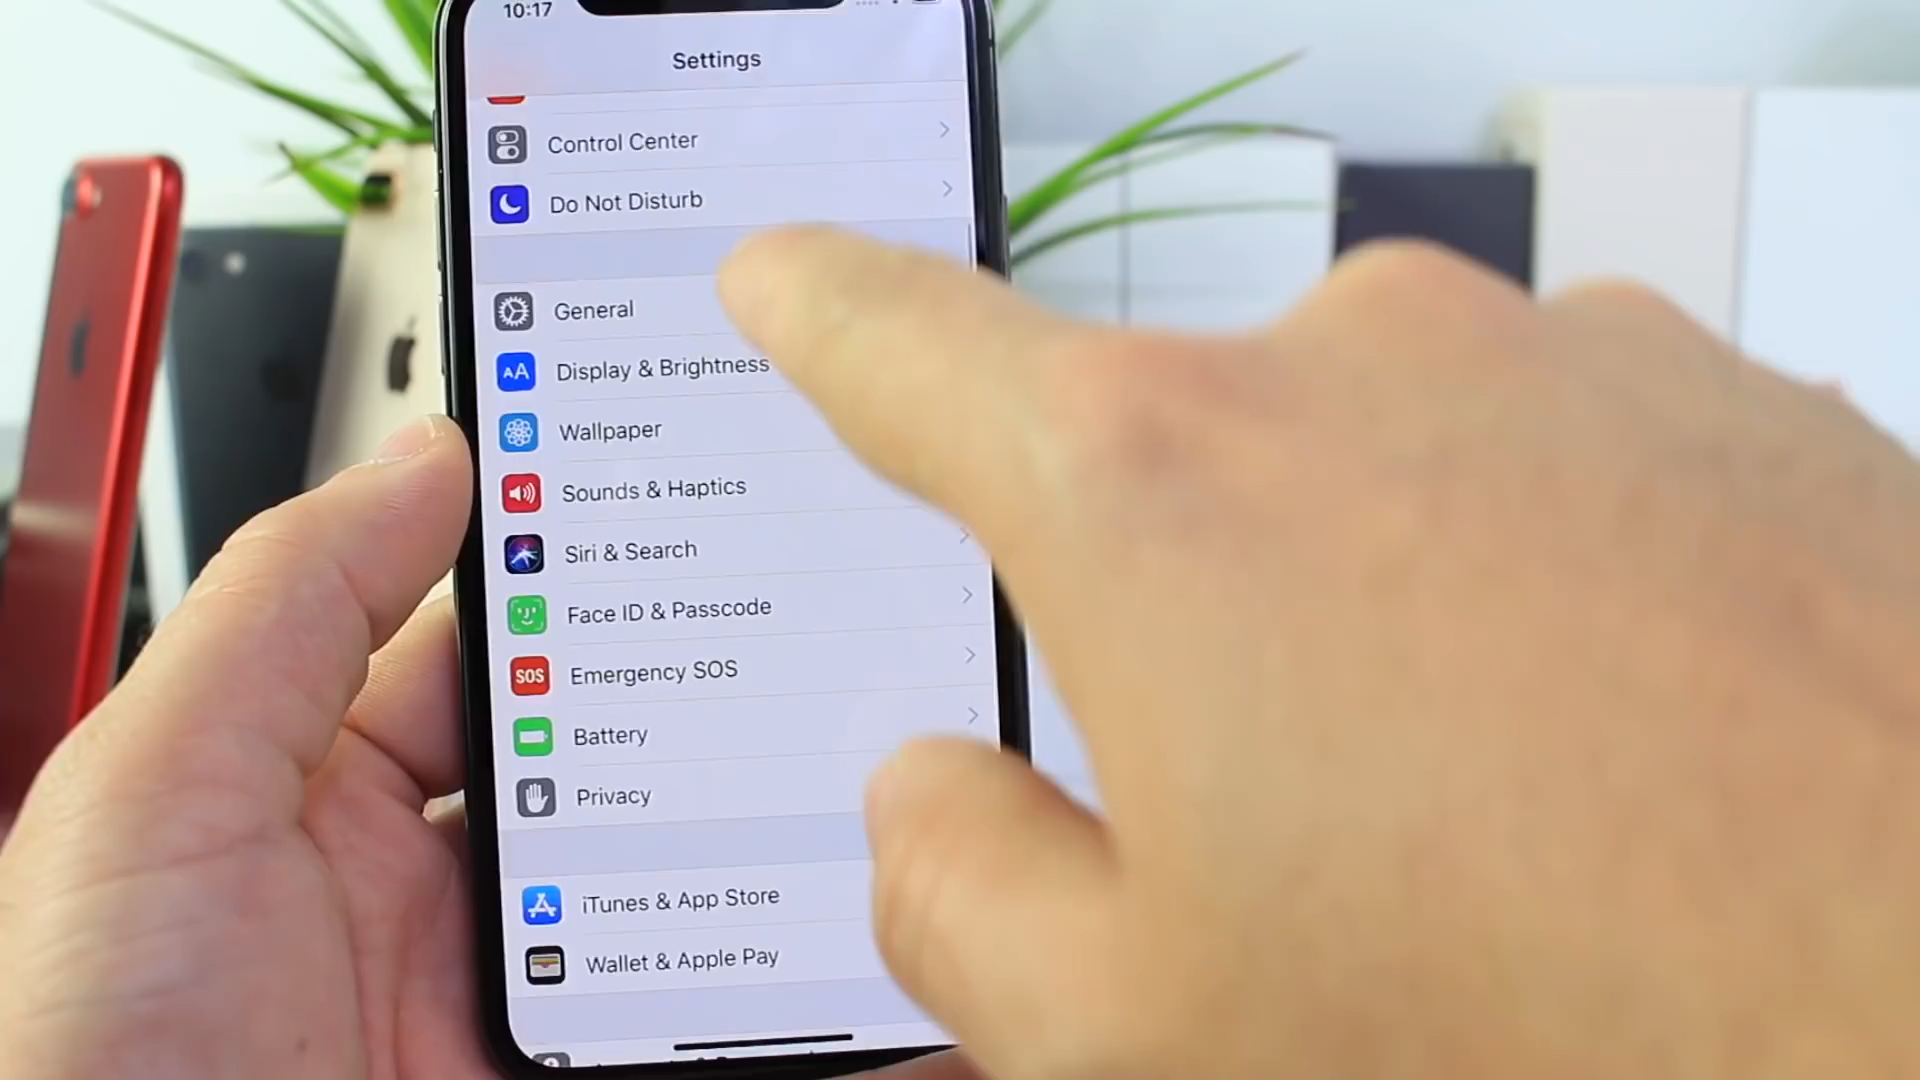 10:17
Settings
Control Center
Do Not Disturb
General
AA
Display & Brightness
Wallpaper
Sounds & Haptics
Siri & Search
Face ID & Passcode
SOS
Emergency SOS
Battery
Privacy
iTunes & App Store
Wallet & Apple Pay